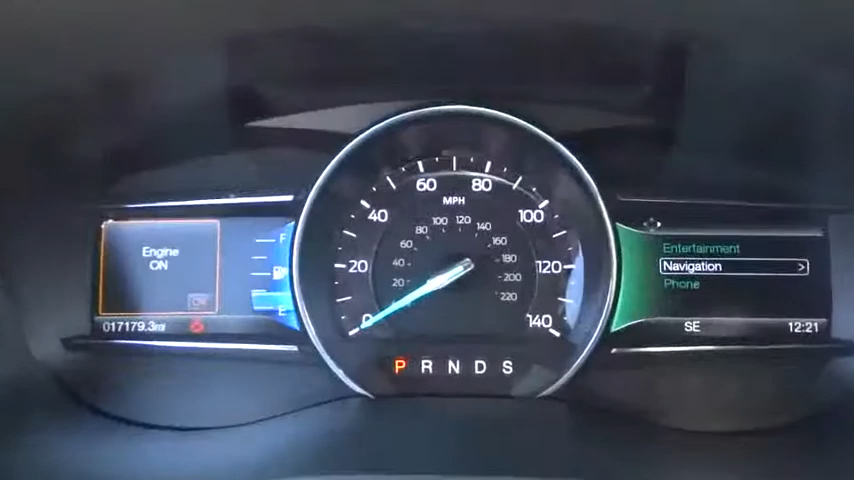 Engine
ON
OK
017179.3mi
F
E
0
20
40
60
80
100
120
140
MPH
20
40
60
80
100
120
140
160
180
200
220
P R N D S
Entertainment
Navigation >
Phone
SE
12:21